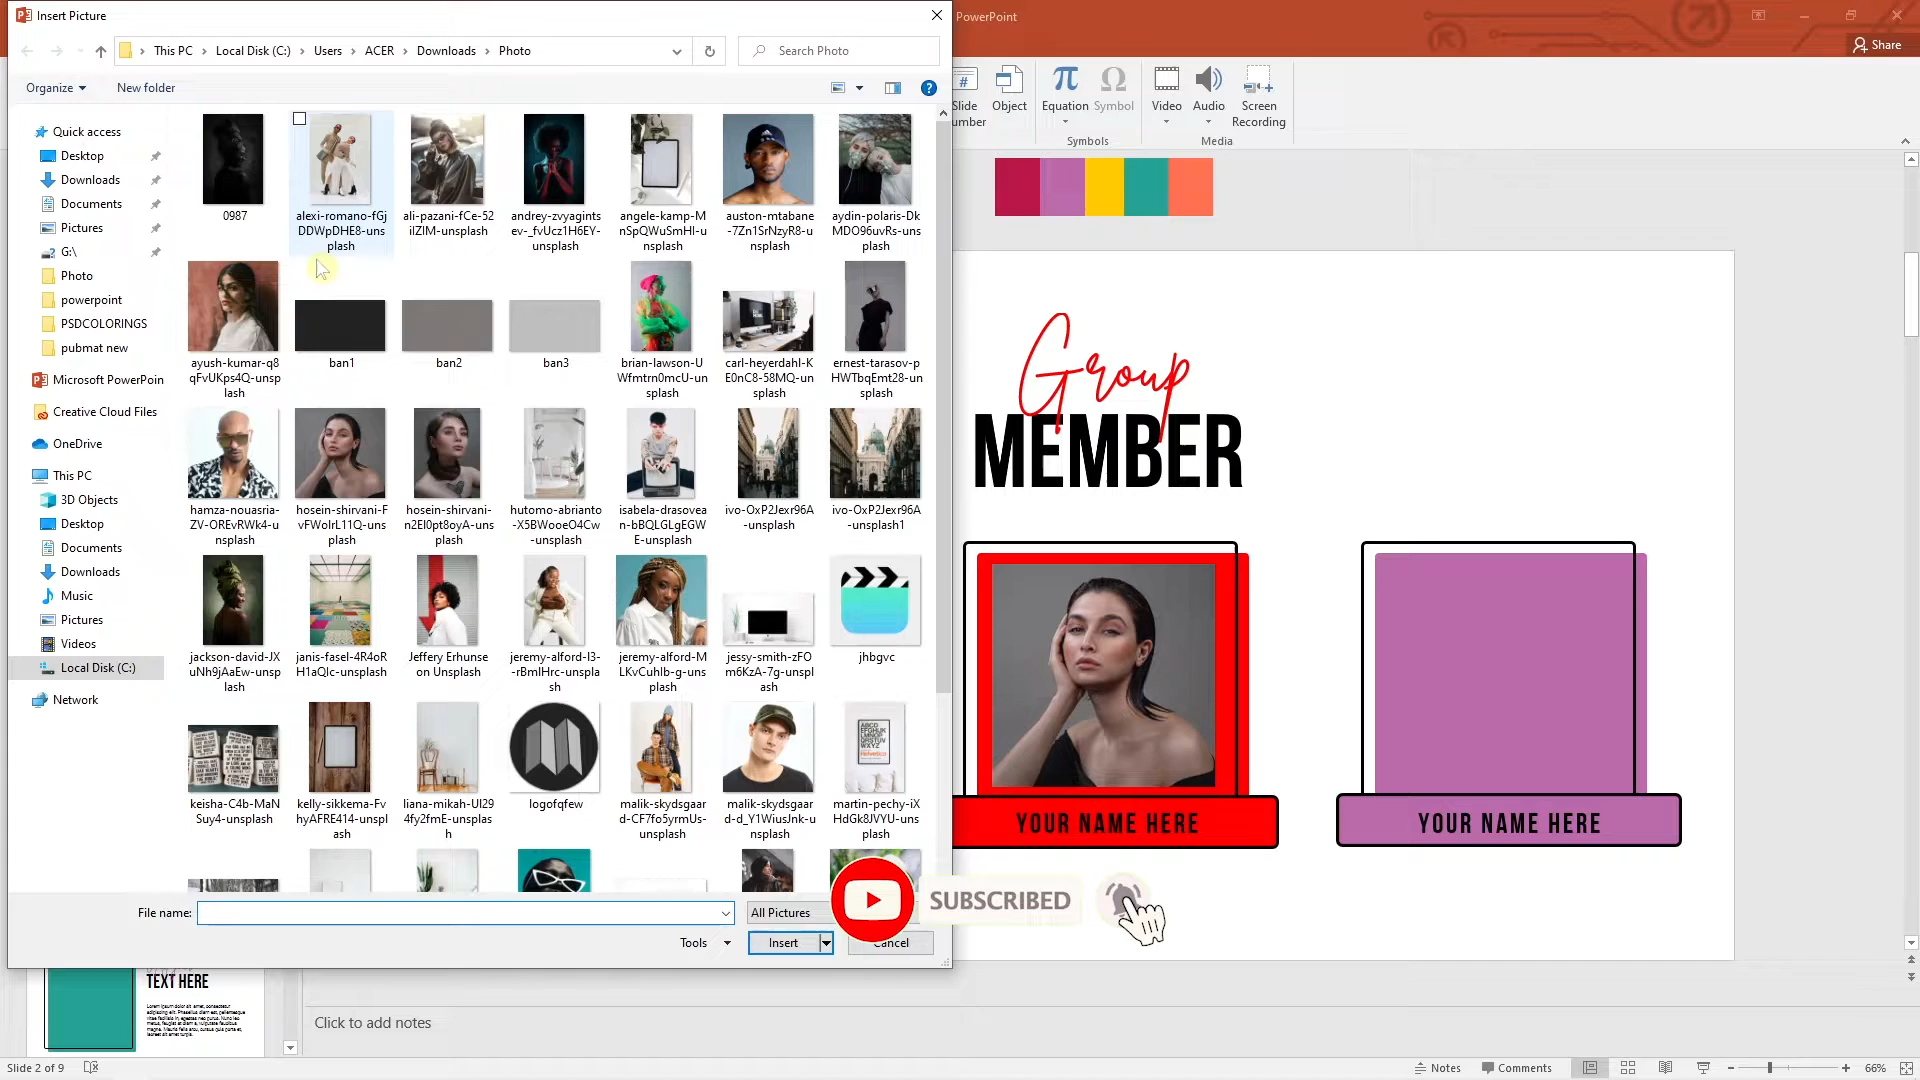 Insert Picture
PowerPoint
Share
This PC
Local Disk (C:)
Users
ACER
Downloads
Photo
Search Photo
Organize
New folder
Slide
umber
Object
Equation
Symbol
Video
Audio
Screen
Recording
Symbols
Media
Quick access
Desktop
Downloads
Documents
Pictures
G:\
Photo
powerpoint
PSDCOLORINGS
pubmat new
Microsoft PowerPoin
Creative Cloud Files
OneDrive
This PC
3D Objects
Desktop
Documents
Downloads
Music
Pictures
Videos
Local Disk (C:)
Network
0987
alexi-romano-fGj
DDWpDHE8-uns
plash
ali-pazani-fCe-52
ilZIM-unsplash
andrey-zvyagints
ev-_fvUcz1H6EY-
unsplash
angele-kamp-M
nSpQWuSmHI-u
nsplash
auston-mtabane
-7Zn1SrNzyR8-u
nsplash
aydin-polaris-Dk
MDO96uvRs-uns
plash
ayush-kumar-q8
qFvUKps4Q-unsp
lash
ban1
ban2
ban3
brian-lawson-U
Wfmtrn0mcU-un
splash
carl-heyerdahl-K
E0nC8-58MQ-un
splash
ernest-tarasov-p
HWTbqEmt28-un
splash
hamza-nouasria-
ZV-OREvRWk4-u
nsplash
hosein-shirvani-F
vFWolrL11Q-uns
plash
hosein-shirvani-
n2El0pt8oyA-uns
plash
hutomo-abrianto
-X5BWooeO4Cw
-unsplash
isabela-drasovea
n-bBQLGLgEGW
E-unsplash
ivo-OxP2Jexr96A
-unsplash
ivo-OxP2Jexr96A
-unsplash1
jackson-david-JX
uNh9jAaEw-unsp
lash
janis-fasel-4R4oR
H1aQIc-unsplash
Jeffery Erhunse
on Unsplash
jeremy-alford-I3-
-rBmIHrc-unspla
sh
jeremy-alford-M
LKvCuhlb-g-uns
plash
jessy-smith-zFO
m6KzA-7g-unspl
ash
jhbgvc
keisha-C4b-MaN
Suy4-unsplash
kelly-sikkema-Fv
hyAFRE414-unspl
ash
liana-mikah-UI29
4fy2fmE-unsplas
h
logofqfew
malik-skydsgaar
d-CF7fo5yrmUs-
unsplash
malik-skydsgaar
d-d_Y1WiusJnk-u
nsplash
martin-pechy-iX
HdGk8JVYU-uns
plash
File name:
All Pictures
Tools
Insert
Cancel
Group
MEMBER
YOUR NAME HERE
YOUR NAME HERE
SUBSCRIBED
TEXT HERE
Click to add notes
Slide 2 of 9
Notes
Comments
66%